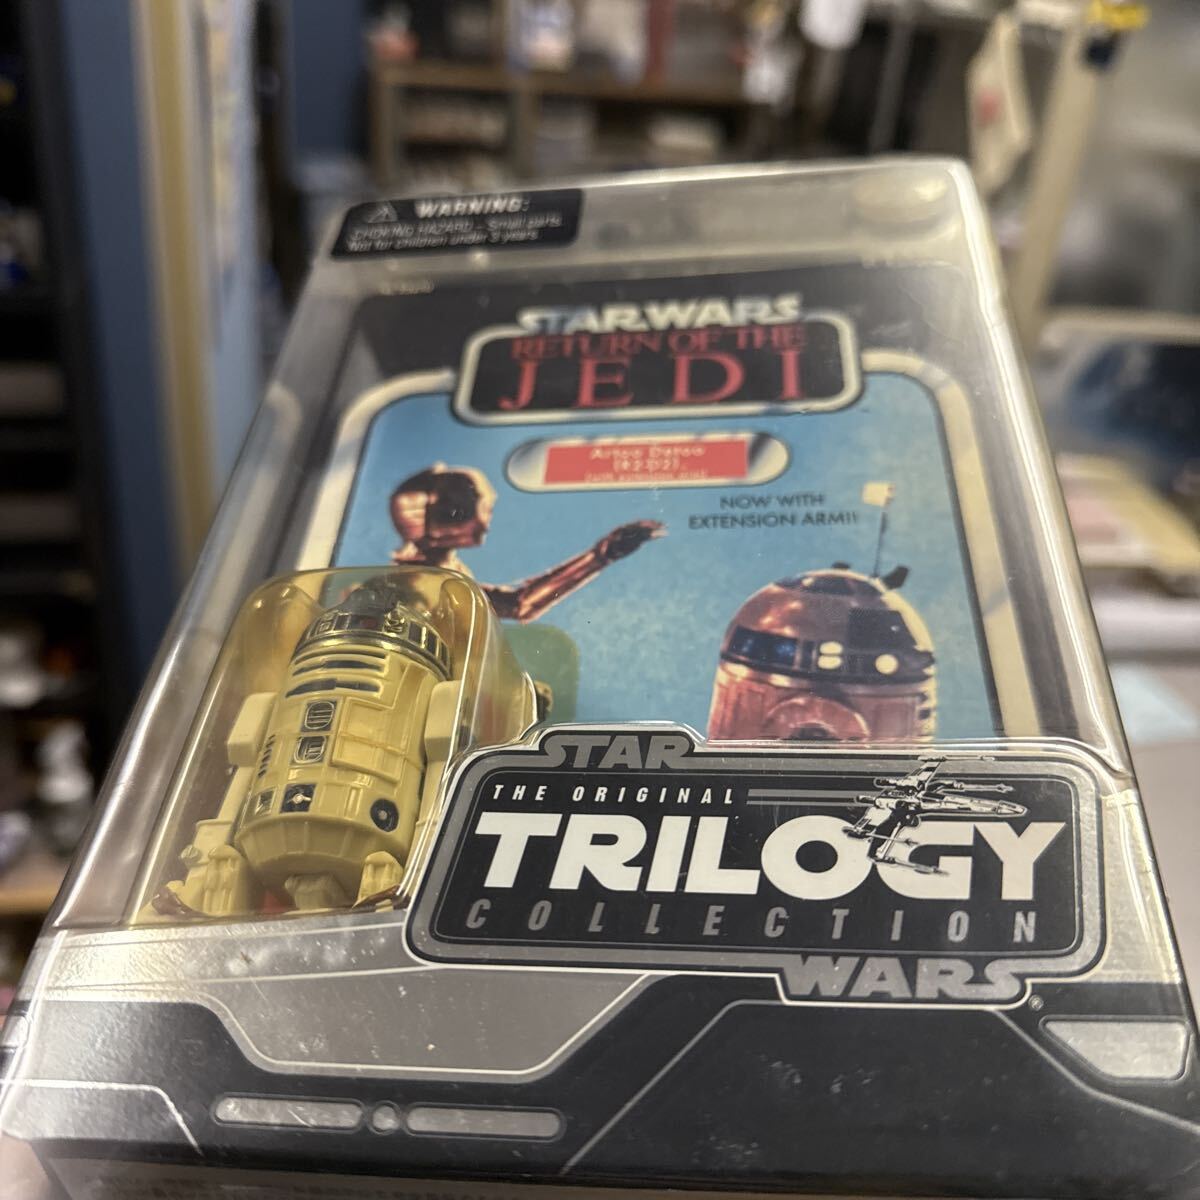 WARNING:
CHOKING HAZARD - Small parts.
Not for children under 3 years.
STAR WARS
RETURN OF THE
JEDI
Artoo Detoo
(R2-D2)
NOW WITH
EXTENSION ARM!!
STAR
THE ORIGINAL
TRILOGY
COLLECTION
WARS®